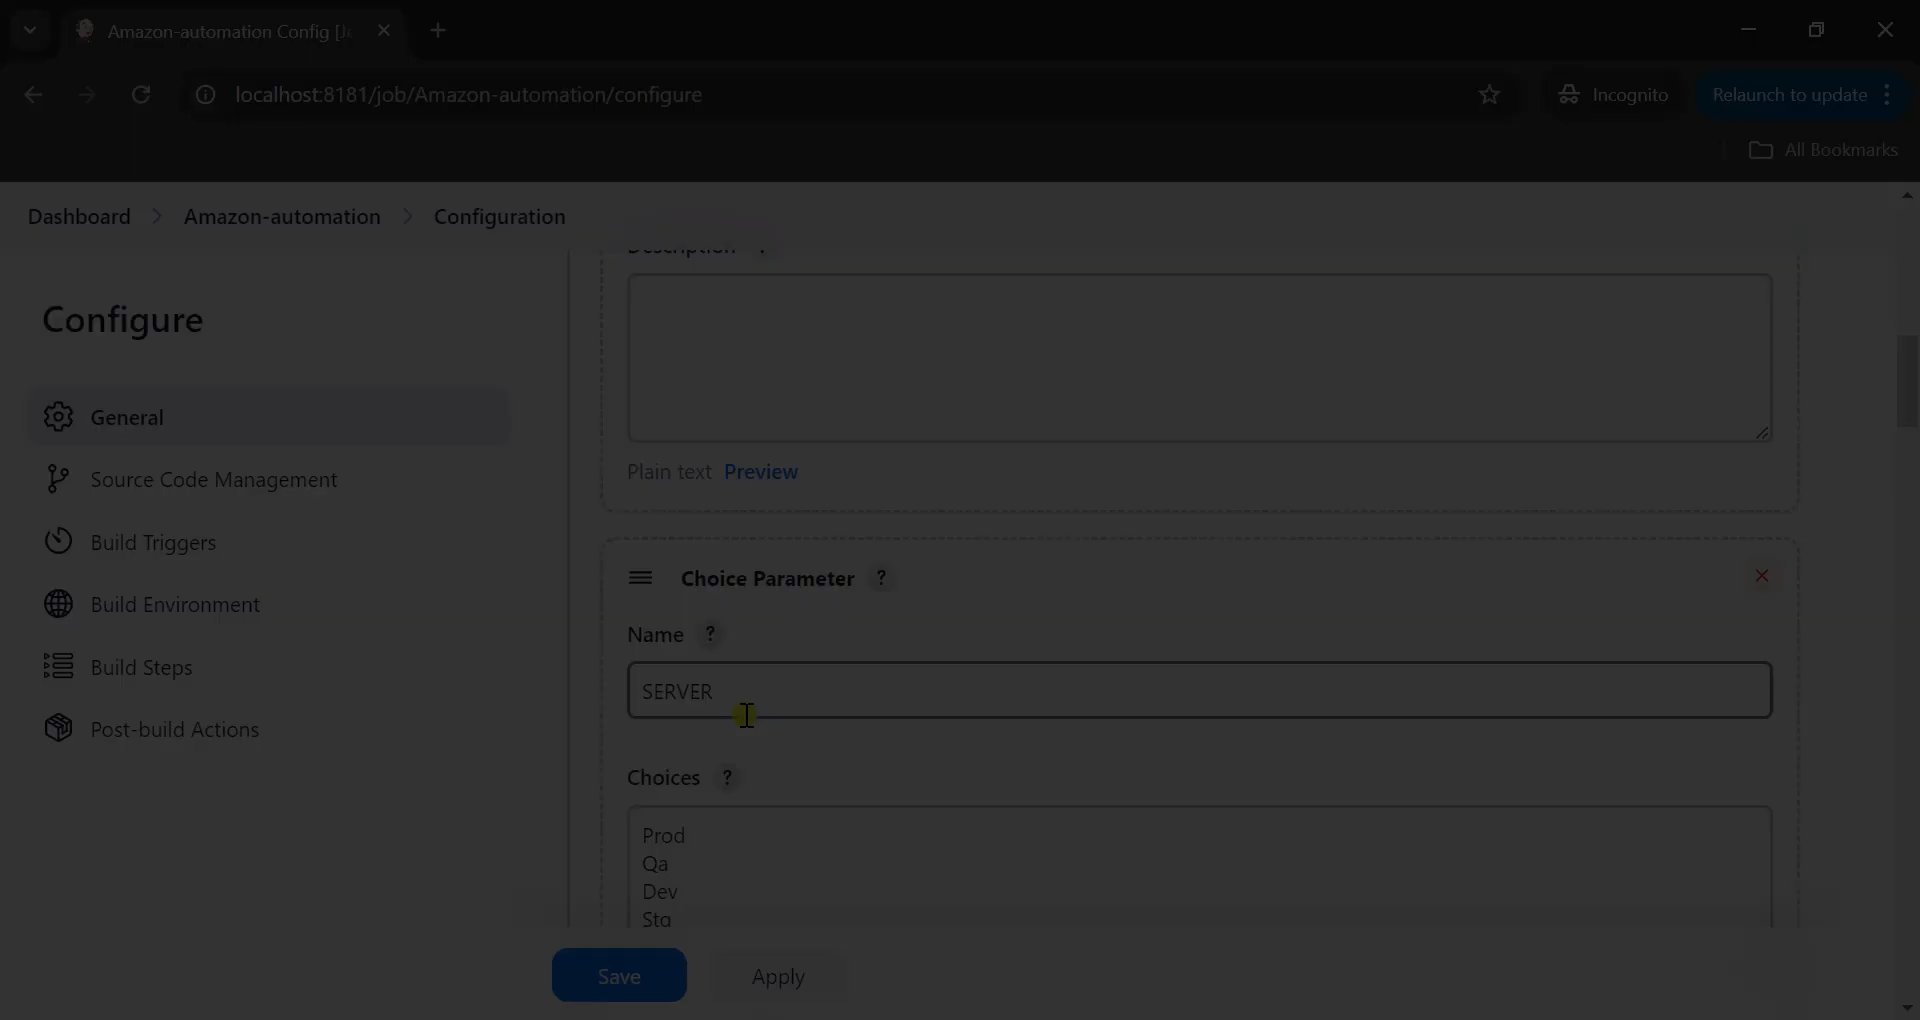 Amazon-automation Config [Je
localhost:8181/job/Amazon-automation/configure
Incognito
Relaunch to update
All Bookmarks
Dashboard
Amazon-automation
Configuration
Description ?
Configure
General
Source Code Management
Build Triggers
Build Environment
Build Steps
Post-build Actions
Plain text Preview
Choice Parameter ?
Name ?
SERVER
Choices ?
Prod
Qa
Dev
Stg
Save
Apply